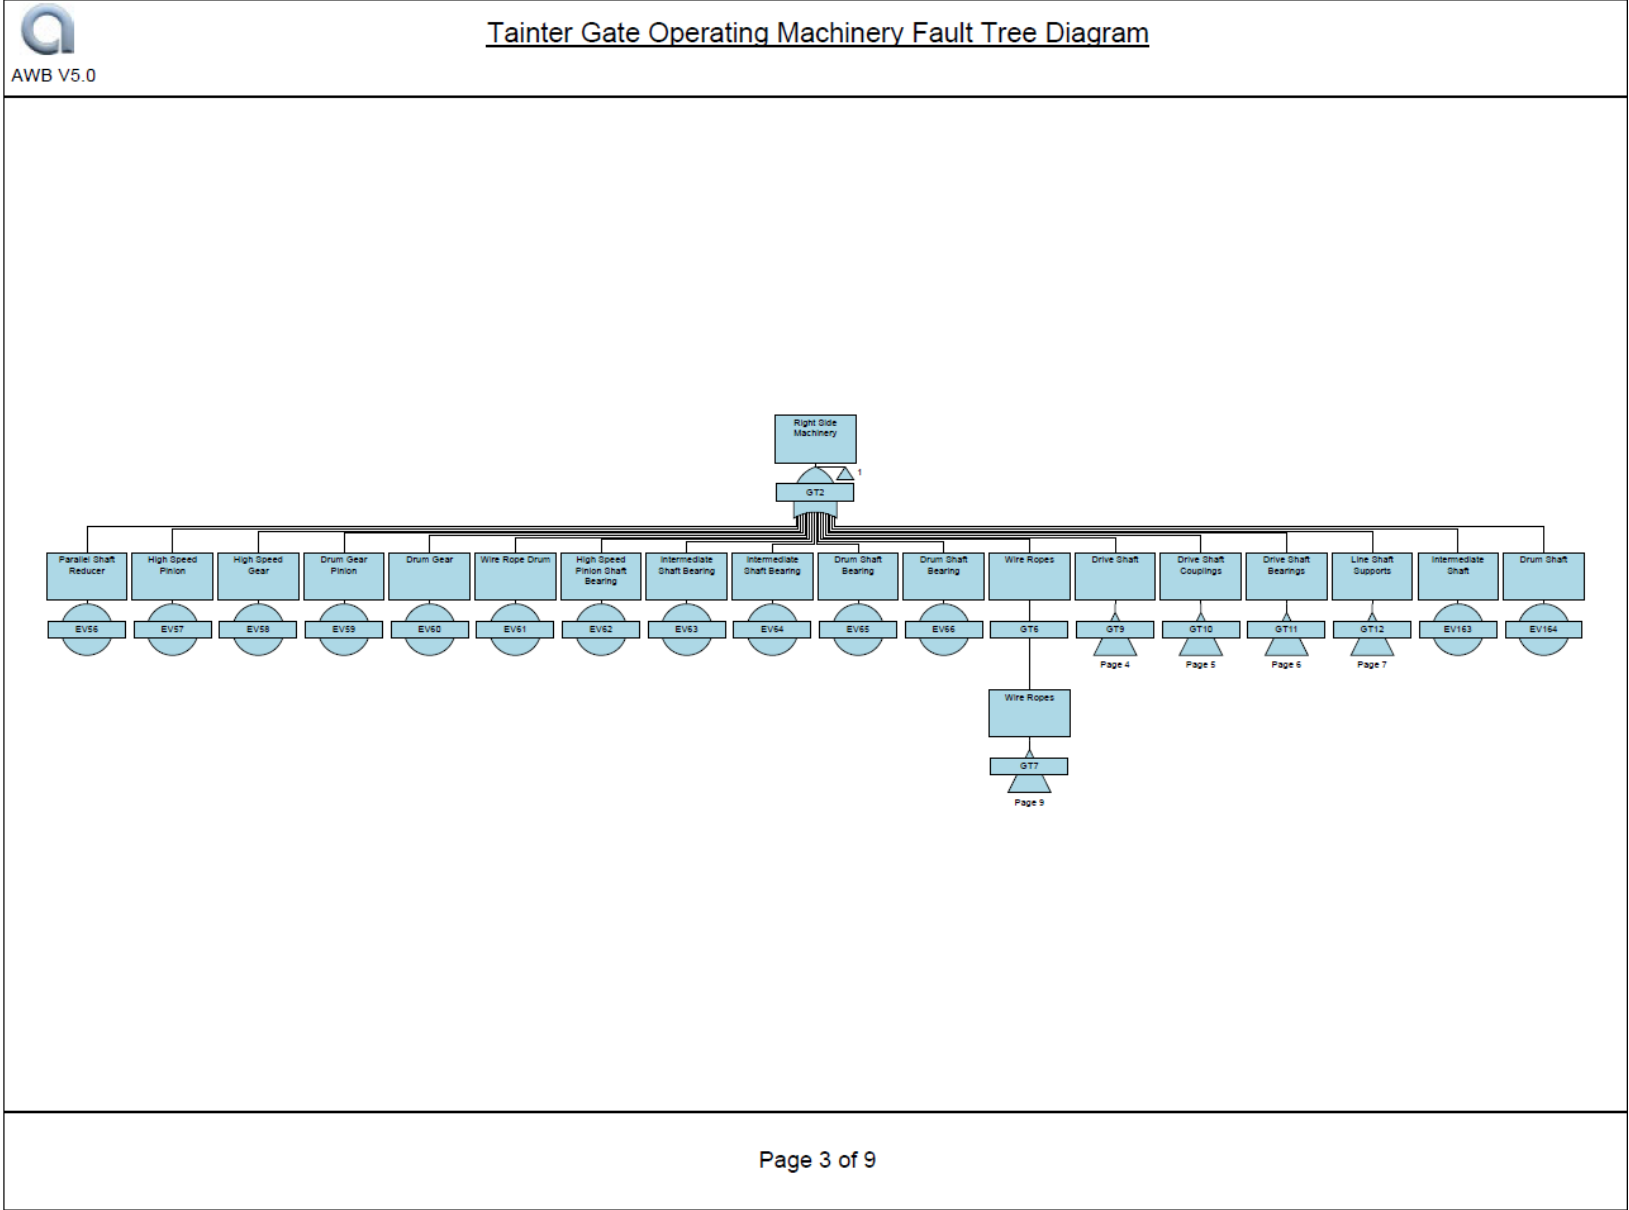 Tainter Gate Operating Machinery Fault Tree Diagram
AWB V5.0
Right Side
Machinery
1
GT2
Parallel Shaft
Reducer
High Speed
Pinion
High Speed
Gear
Drum Gear
Pinion
Drum Gear
Wire Rope Drum
High Speed
Pinion Shaft
Bearing
Intermediate
Shaft Bearing
Intermediate
Shaft Bearing
Drum Shaft
Bearing
Drum Shaft
Bearing
Wire Ropes
Drive Shaft
Drive Shaft
Couplings
Drive Shaft
Bearings
Line Shaft
Supports
Intermediate
Shaft
Drum Shaft
EV56
EV57
EV58
EV59
EV60
EV61
EV62
EV63
EV64
EV65
EV66
GT6
GT9
GT10
GT11
GT12
EV163
EV164
Page 4
Page 5
Page 6
Page 7
Wire Ropes
GT7
Page 9
Page 3 of 9